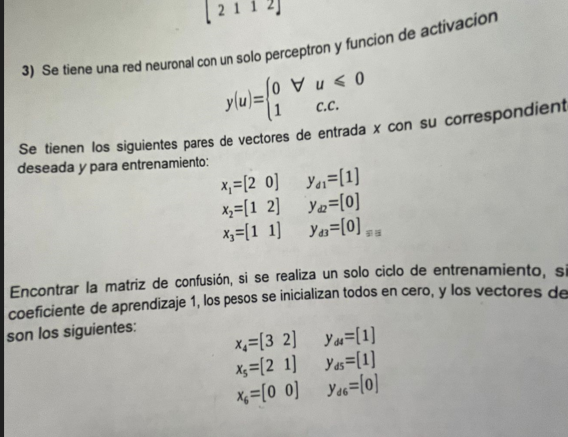 [ 2 1 1 2 ]
3) Se tiene una red neuronal con un solo perceptron y funcion de activacion
y(u)={0 ∀ u ⩽ 0
1 c.c.
Se tienen los siguientes pares de vectores de entrada x con su correspondient
deseada y para entrenamiento:
x₁=[2 0] y_d1=[1]
x₂=[1 2] y_d2=[0]
x₃=[1 1] y_d3=[0]
Encontrar la matriz de confusión, si se realiza un solo ciclo de entrenamiento, si
coeficiente de aprendizaje 1, los pesos se inicializan todos en cero, y los vectores de
son los siguientes:
x₄=[3 2] y_d4=[1]
x₅=[2 1] y_d5=[1]
x₆=[0 0] y_d6=[0]